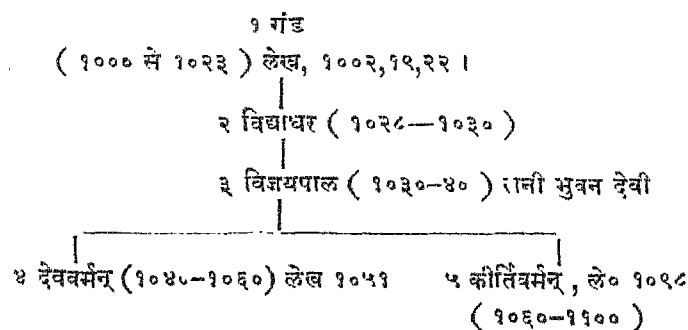 १ गंड
( १००० से १०२३ ) लेख, १००२,१९,२२ ।
२ विद्याधर ( १०२८—१०३० )
३ विजयपाल ( १०३०-४० ) रानी भुवन देवी
४ देववर्मन् (१०४०-१०६०) लेख १०५१ ५ कीर्तिवर्मन् , ले० १०९८
( १०६०-११०० )